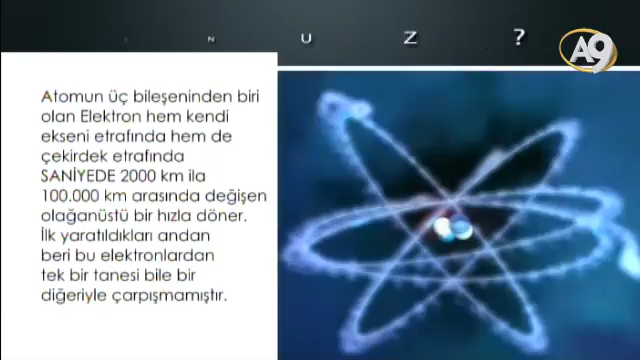 N U Z ?
A9
Atomun üç bileşeninden biri
olan Elektron hem kendi
ekseni etrafında hem de
çekirdek etrafında
SANİYEDE 2000 km ila
100.000 km arasında değişen
olağanüstü bir hızla döner.
İlk yaratıldıkları andan
beri bu elektronlardan
tek bir tanesi bile bir
diğeriyle çarpışmamıştır.